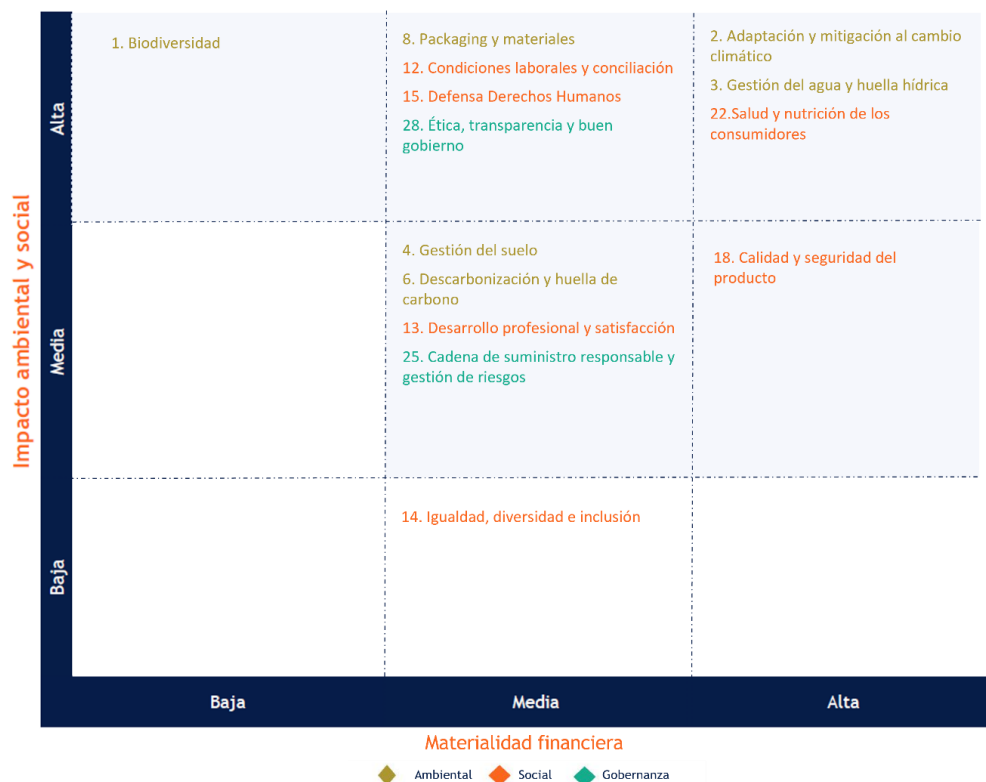 Impacto ambiental y social
Alta
Media
Baja
1. Biodiversidad
8. Packaging y materiales
12. Condiciones laborales y conciliación
15. Defensa Derechos Humanos
28. Ética, transparencia y buen
gobierno
2. Adaptación y mitigación al cambio
climático
3. Gestión del agua y huella hídrica
22.Salud y nutrición de los
consumidores
4. Gestión del suelo
6. Descarbonización y huella de
carbono
13. Desarrollo profesional y satisfacción
25. Cadena de suministro responsable y
gestión de riesgos
18. Calidad y seguridad del
producto
14. Igualdad, diversidad e inclusión
Baja
Media
Alta
Materialidad financiera
Ambiental
Social
Gobernanza